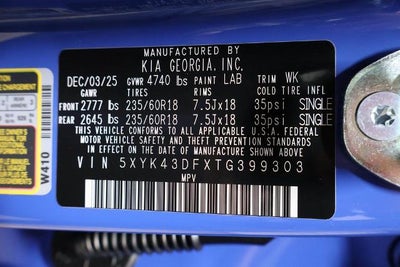 MANUFACTURED BY
KIA GEORGIA, INC.
DEC/03/25 GVWR 4740 lbs PAINT LAB TRIM WK
GAWR TIRES RIMS COLD TIRE INFL
FRONT 2777 lbs 235/60R18 7.5Jx18 35psi SINGLE
REAR 2645 lbs 235/60R18 7.5Jx18 35psi SINGLE
THIS VEHICLE CONFORMS TO ALL APPLICABLE U.S.A. FEDERAL
MOTOR VEHICLE SAFETY AND THEFT PREVENTION STANDARDS
IN EFFECT ON THE DATE OF MANUFACTURE SHOWN ABOVE.
VIN 5XYK43DFXTG399303
MPV
W410